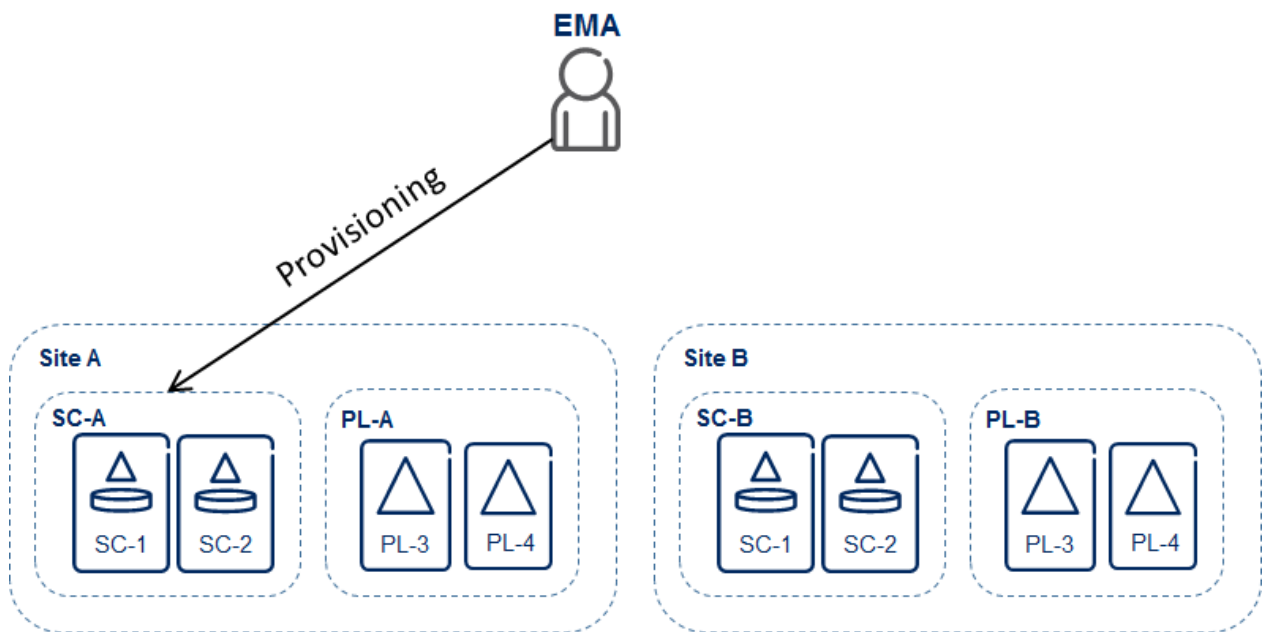 EMA
Provisioning
Site A
Site B
SC-A
PL-A
SC-B
PL-B
SC-1
SC-2
PL-3
PL-4
SC-1
SC-2
PL-3
PL-4